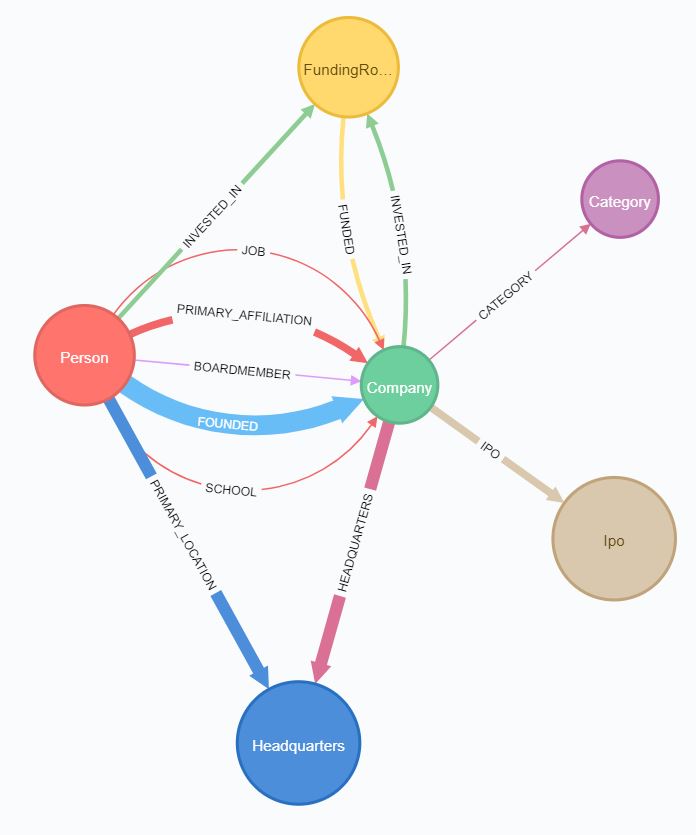 FundingRo...
Category
INVESTED_IN
FUNDED
INVESTED_IN
JOB
CATEGORY
PRIMARY_AFFILIATION
Person
BOARDMEMBER
Company
FOUNDED
IPO
SCHOOL
PRIMARY_LOCATION
HEADQUARTERS
Ipo
Headquarters